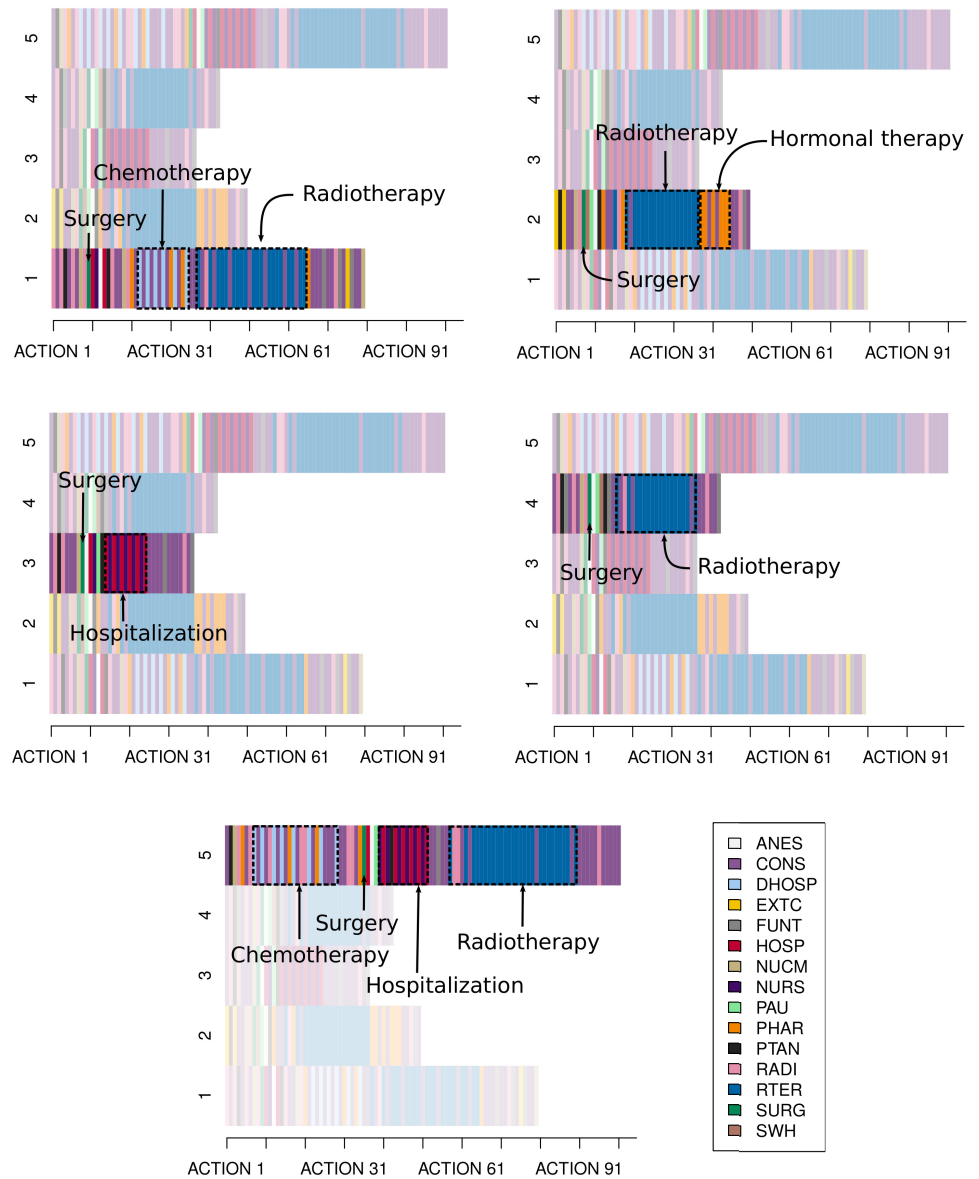 5
4
3
2
1
Chemotherapy
Radiotherapy
Surgery
ACTION 1 ACTION 31 ACTION 61 ACTION 91
5
4
3
2
1
Radiotherapy
Hormonal therapy
Surgery
ACTION 1 ACTION 31 ACTION 61 ACTION 91
5
4
3
2
1
Surgery
Hospitalization
ACTION 1 ACTION 31 ACTION 61 ACTION 91
5
4
3
2
1
Surgery
Radiotherapy
ACTION 1 ACTION 31 ACTION 61 ACTION 91
5
4
3
2
1
Surgery
Chemotherapy
Radiotherapy
Hospitalization
ACTION 1 ACTION 31 ACTION 61 ACTION 91
ANES
CONS
DHOSP
EXTC
FUNT
HOSP
NUCM
NURS
PAU
PHAR
PTAN
RADI
RTER
SURG
SWH